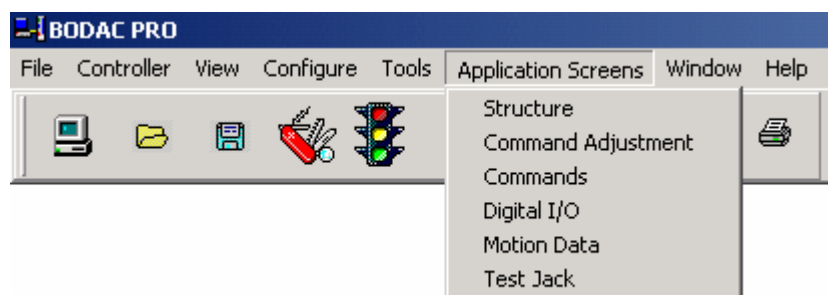 BODAC PRO
File Controller View Configure Tools Application Screens Window Help
Structure
Command Adjustment
Commands
Digital I/O
Motion Data
Test Jack